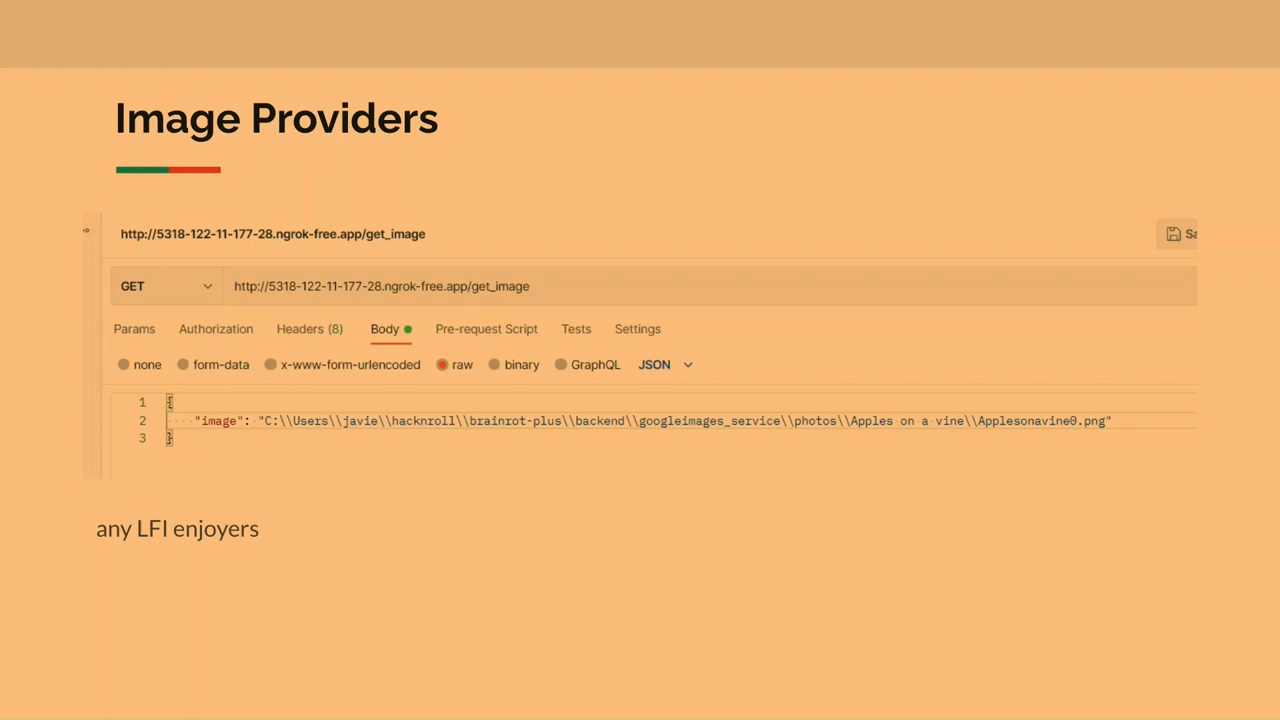 Image Providers
http://5318-122-11-177-28.ngrok-free.app/get_image
GET http://5318-122-11-177-28.ngrok-free.app/get_image
Params Authorization Headers (8) Body Pre-request Script Tests Settings
none form-data x-www-form-urlencoded raw binary GraphQL JSON
1 {
2 "image": "C:\\Users\\javie\\hacknroll\\brainrot-plus\\backend\\googleimages_service\\photos\\Apples on a vine\\Applesonavine0.png"
3 }
any LFI enjoyers